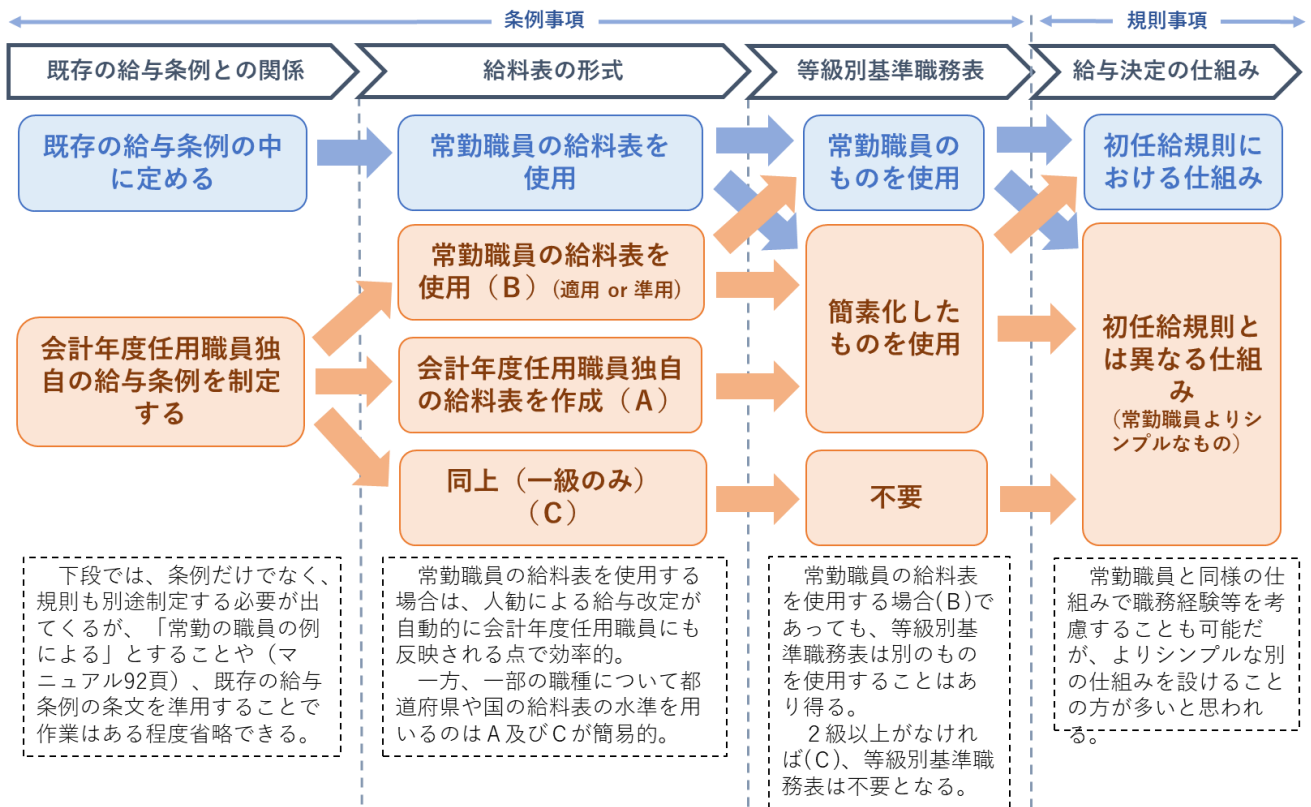 条例事項
規則事項
既存の給与条例との関係
給料表の形式
等級別基準職務表
給与決定の仕組み
既存の給与条例の中
に定める
常勤職員の給料表を
使用
常勤職員の
ものを使用
初任給規則に
おける仕組み
会計年度任用職員独
自の給与条例を制定
する
常勤職員の給料表を
使用（B）(適用 or 準用)
会計年度任用職員独自
の給料表を作成（A）
同上（一級のみ）
（C）
簡素化した
ものを使用
不要
初任給規則と
は異なる仕組
み
（常勤職員よりシ
ンプルなもの）
下段では、条例だけでなく、
規則も別途制定する必要が出
てくるが、「常勤の職員の例
による」とすることや（マ
ニュアル92頁）、既存の給与
条例の条文を準用することで
作業はある程度省略できる。
常勤職員の給料表を使用する
場合は、人勧による給与改定が
自動的に会計年度任用職員にも
反映される点で効率的。
一方、一部の職種について都
道府県や国の給料表の水準を用
いるのはA及びCが簡易的。
常勤職員の給料表
を使用する場合(B)で
あっても、等級別基
準職務表は別のもの
を使用することはあ
り得る。
２級以上がなけれ
ば(C)、等級別基準職
務表は不要となる。
常勤職員と同様の仕
組みで職務経験等を考
慮することも可能だ
が、よりシンプルな別
の仕組みを設けること
の方が多いと思われ
る。